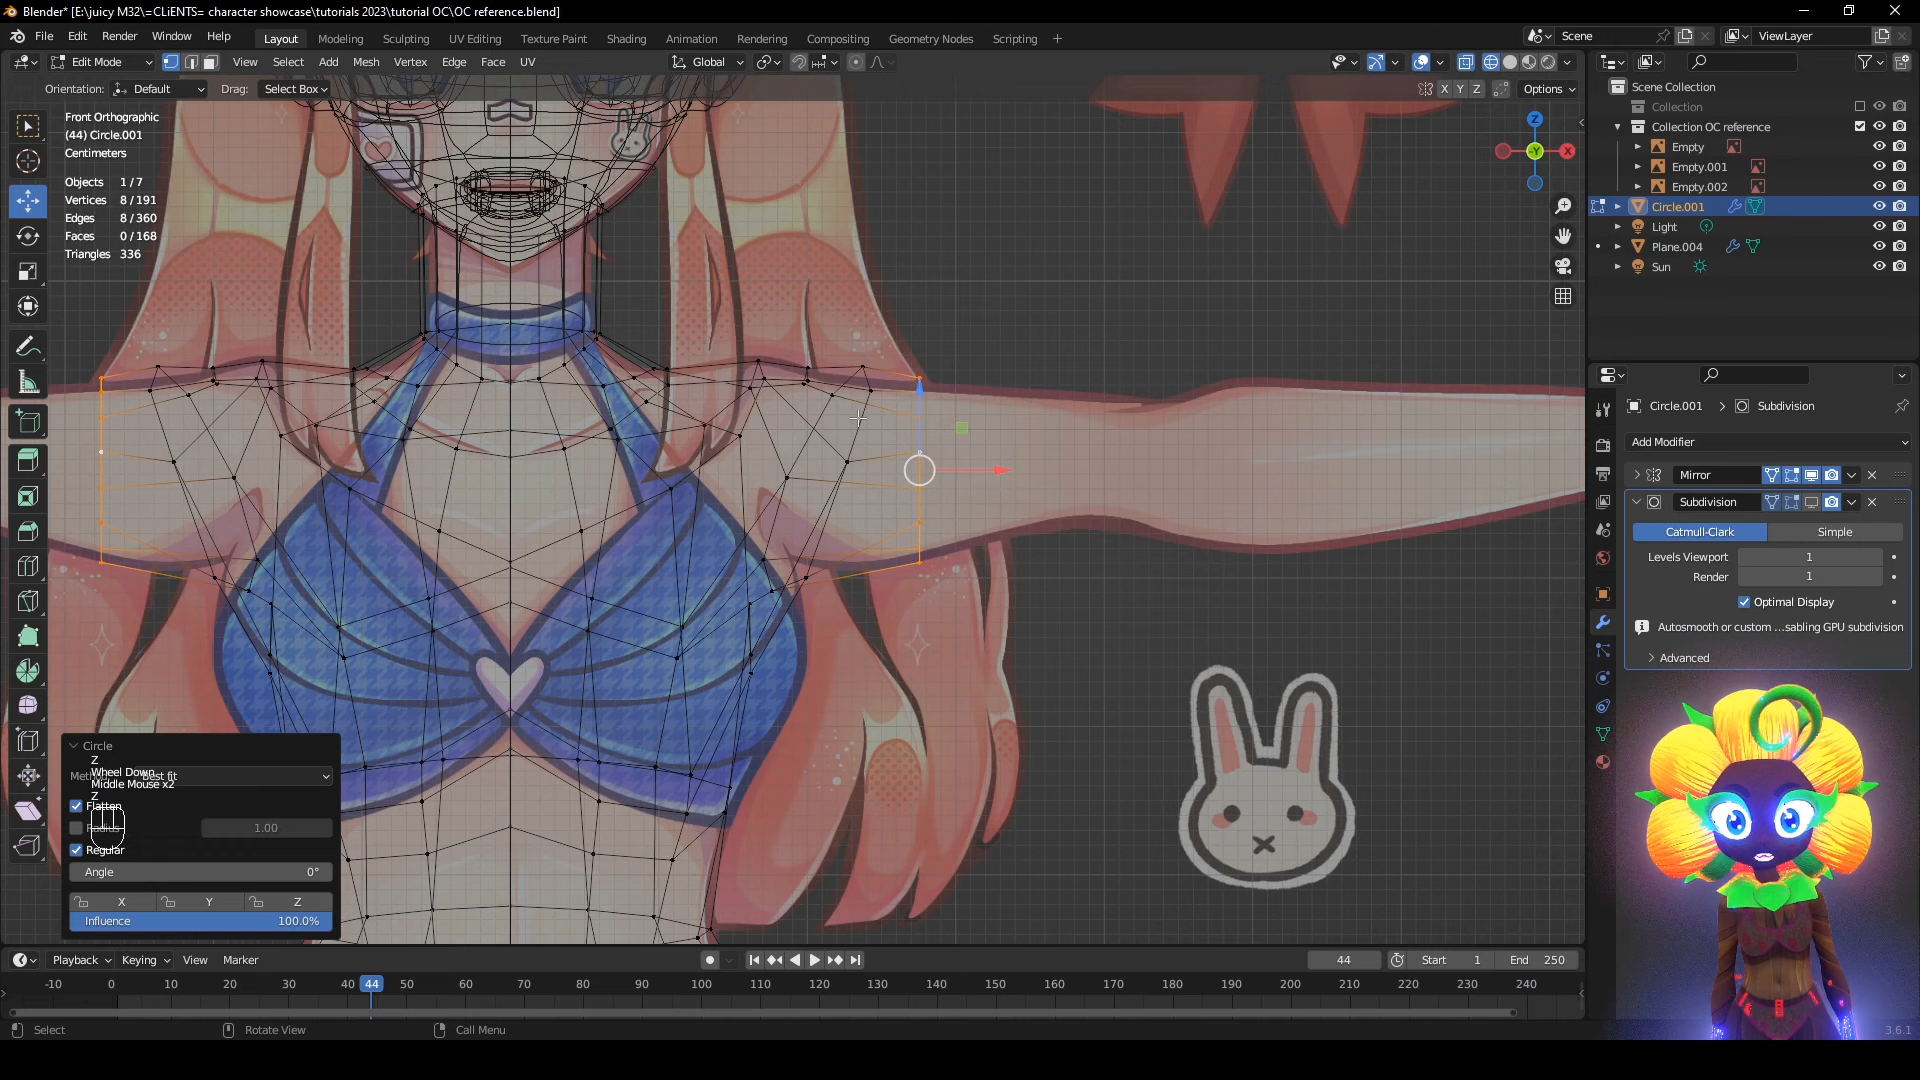 Blender* [E:\juicy M32\=CLiENTS= character showcase\tutorials 2023\tutorial OC\OC reference.blend]
File Edit Render Window Help Layout Modeling Sculpting UV Editing Texture Paint Shading Animation Rendering Compositing Geometry Nodes Scripting + Scene ViewLayer
Edit Mode View Select Add Mesh Vertex Edge Face UV Global
Orientation: Default Drag: Select Box X Y Z Options
Front Orthographic
(44) Circle.001
Centimeters
Objects 1/7
Vertices 8/191
Edges 8/360
Faces 0/168
Triangles 336
Z
-Y X
Scene Collection
Collection
Collection OC reference
Empty
Empty.001
Empty.002
Circle.001
Light
Plane.004
Sun
Circle.001 > Subdivision
Add Modifier
Mirror
Subdivision
Catmull-Clark Simple
Levels Viewport 1
Render 1
Optimal Display
Autosmooth or custom ...sabling GPU subdivision
Advanced
Circle
Z
Wheel Down
Best fit
Middle Mouse x2
Z
Flatten
Radius 1.00
Regular
Angle 0°
X Y Z
Influence 100.0%
Playback Keying View Marker 44 Start 1 End 250
-10 0 10 20 30 40 44 50 60 70 80 90 100 110 120 130 140 150 160 170 180 190 200 210 220 230 240
Select Rotate View Call Menu 3.6.1